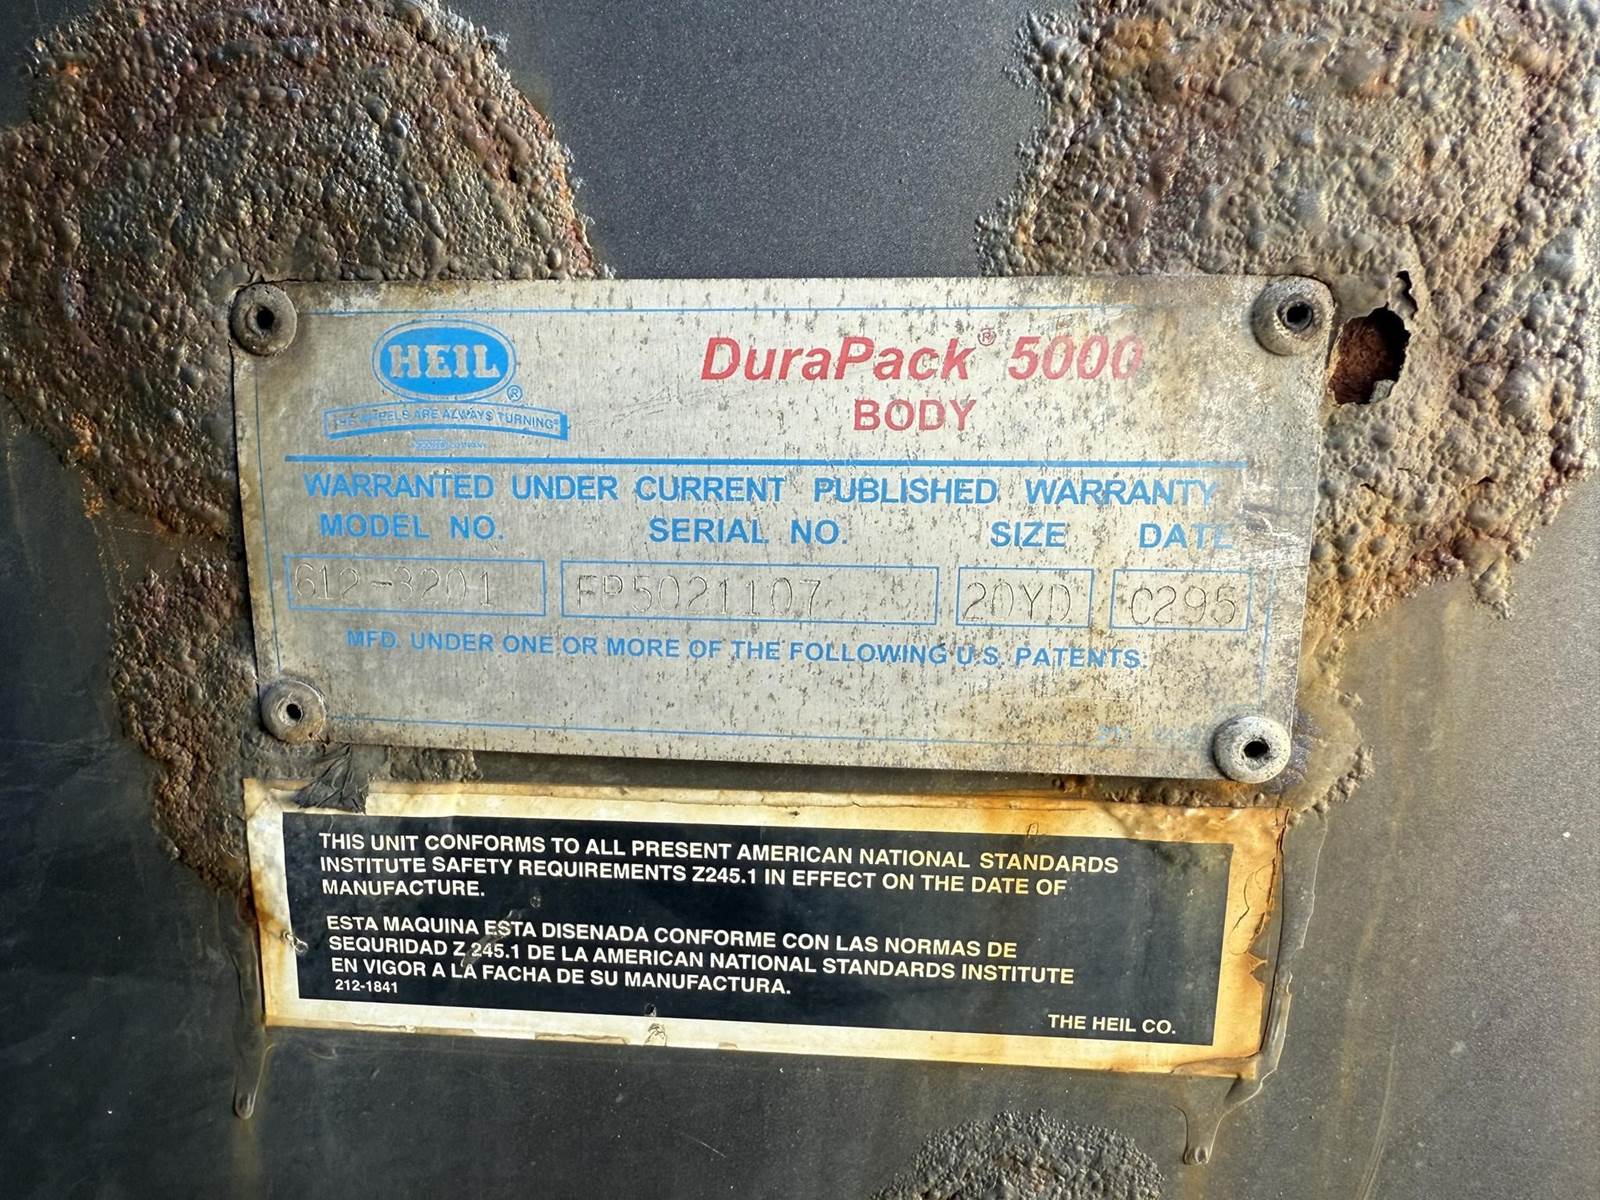 HEIL®
THE WHEELS ARE ALWAYS TURNING®
DuraPack® 5000
BODY
WARRANTED UNDER CURRENT PUBLISHED WARRANTY
MODEL NO. SERIAL NO. SIZE DATE
612-3201 FP5021107 20YD C295
MFD. UNDER ONE OR MORE OF THE FOLLOWING U.S. PATENTS.
THIS UNIT CONFORMS TO ALL PRESENT AMERICAN NATIONAL STANDARDS
INSTITUTE SAFETY REQUIREMENTS Z245.1 IN EFFECT ON THE DATE OF
MANUFACTURE.
ESTA MAQUINA ESTA DISENADA CONFORME CON LAS NORMAS DE
SEQURIDAD Z 245.1 DE LA AMERICAN NATIONAL STANDARDS INSTITUTE
EN VIGOR A LA FACHA DE SU MANUFACTURA.
212-1841
THE HEIL CO.